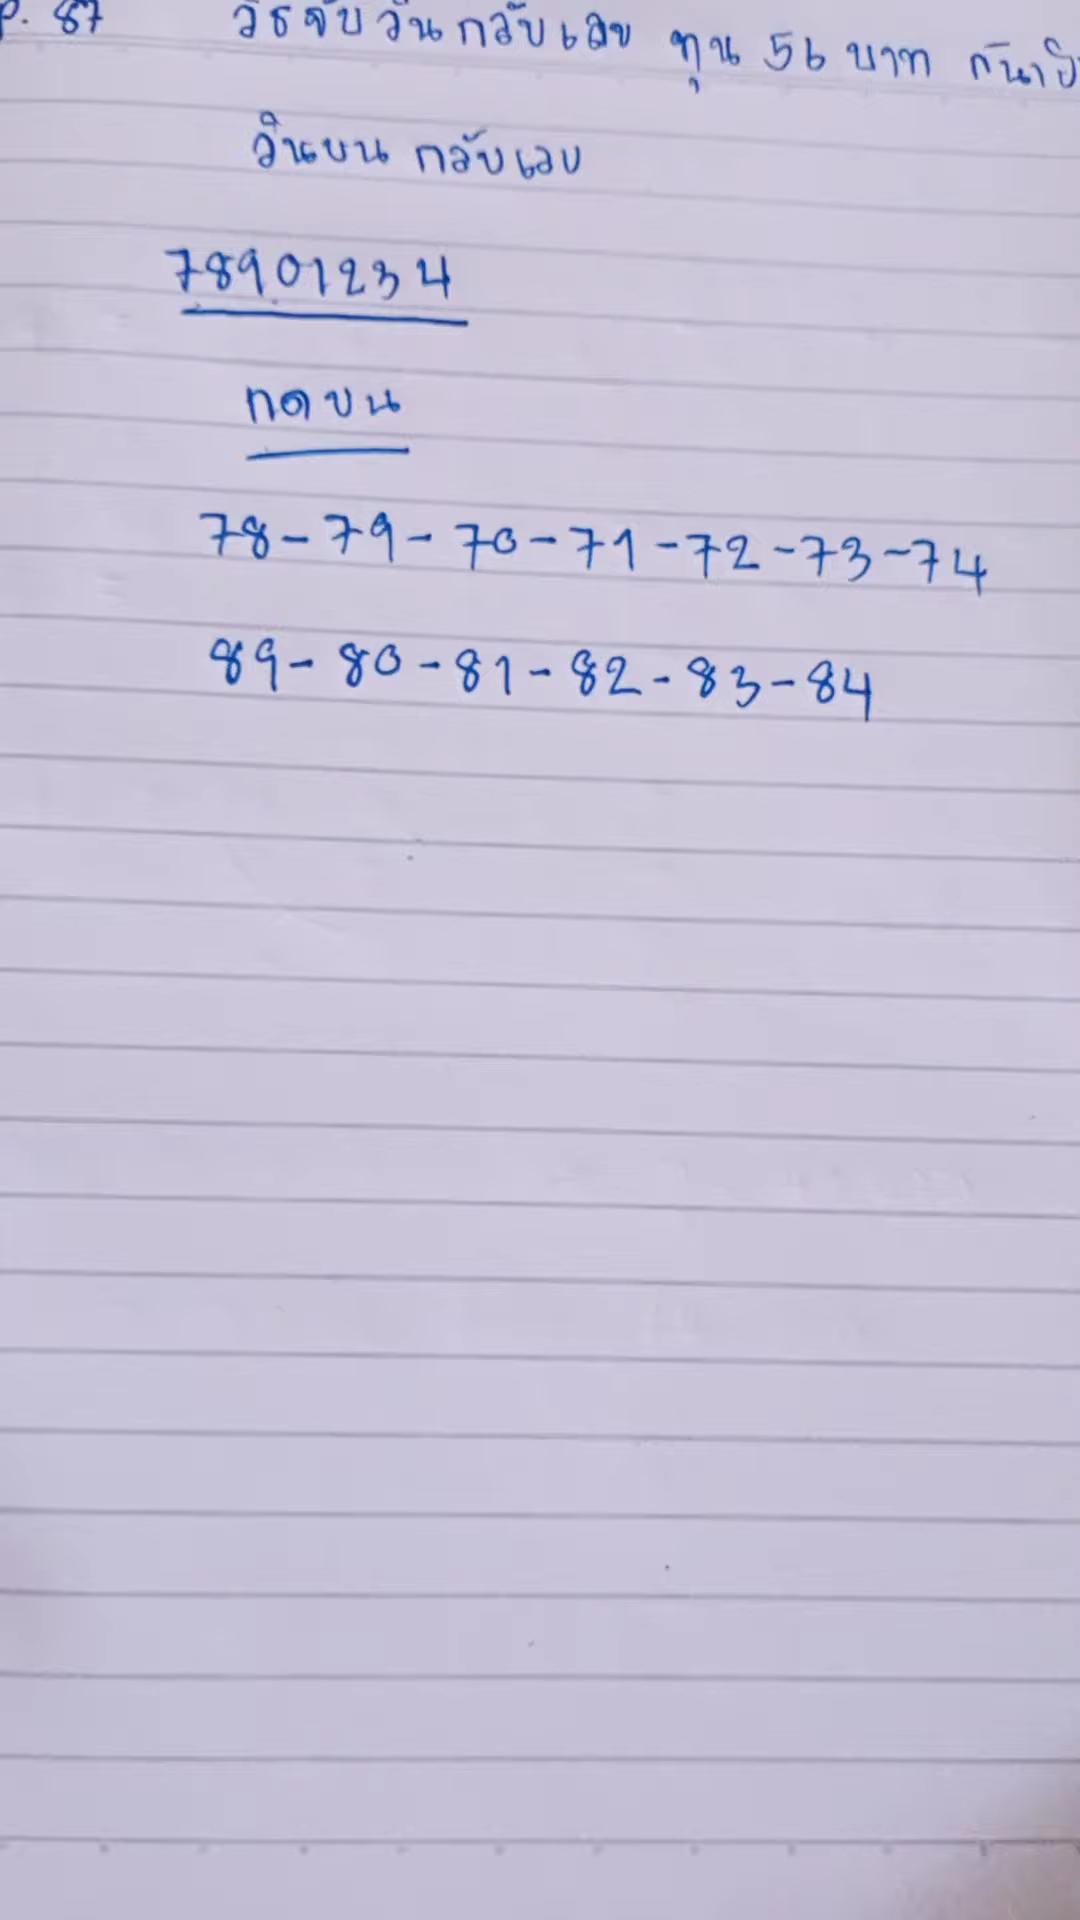 P. 87 วิธจับวินกลับเลข ทุน 56 บาท
วินบน กลับเลข
78901234
กดบน
78-79-70-71-72-73-74
89-80-81-82-83-84